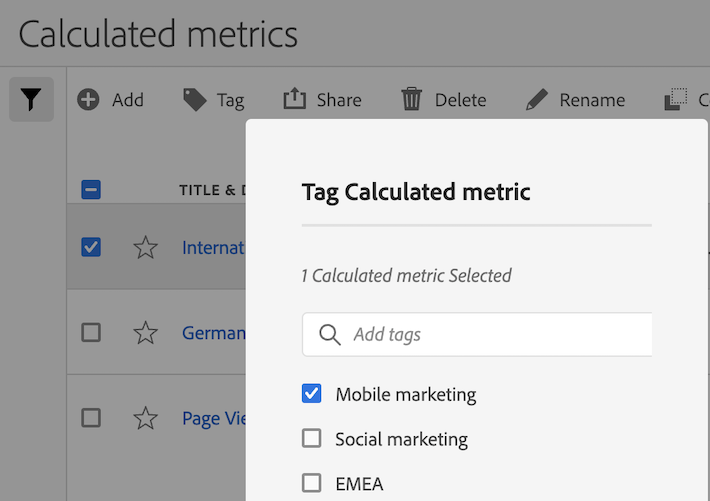 Calculated metrics
Add Tag Share Delete Rename
TITLE &
Tag Calculated metric
1 Calculated metric Selected
Internat
Add tags
German
Mobile marketing
Page Vie
Social marketing
EMEA